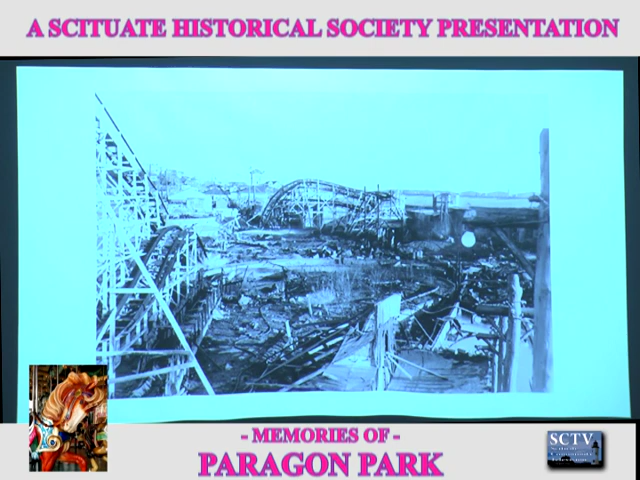 A SCITUATE HISTORICAL SOCIETY PRESENTATION
- MEMORIES OF -
PARAGON PARK
SCTV